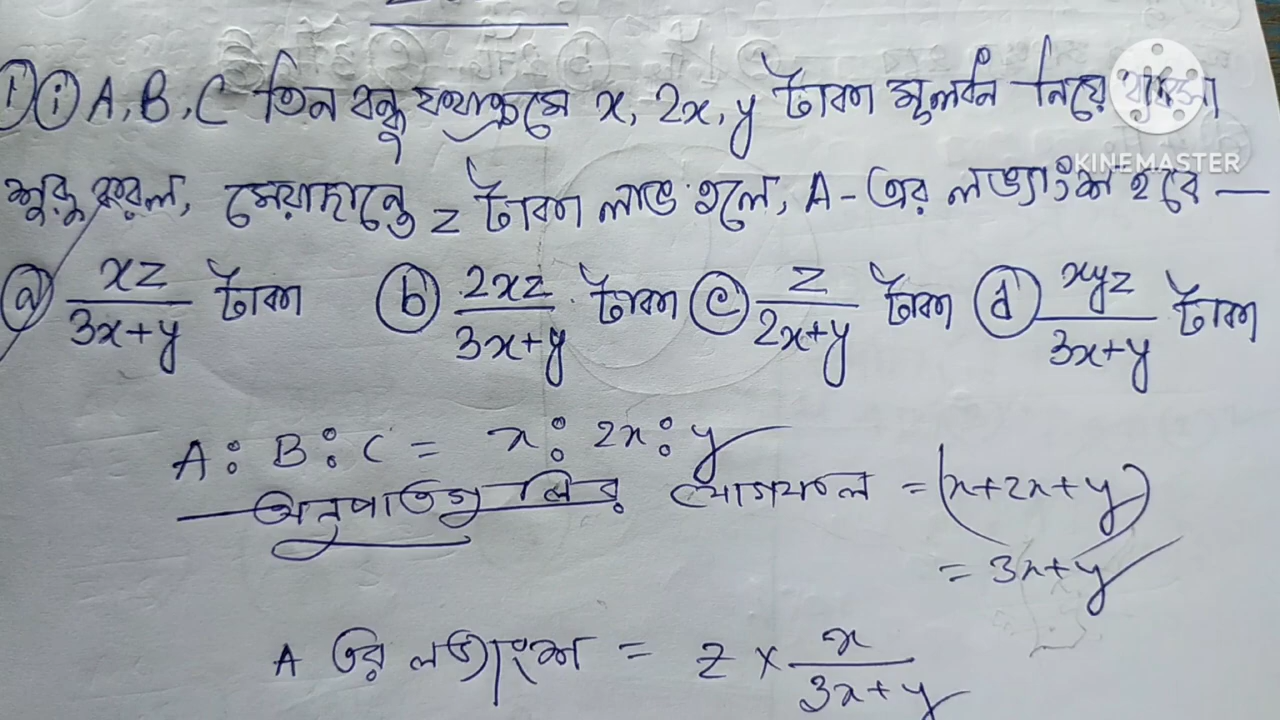 1 i A, B, C তিন বন্ধু যথাক্রমে x, 2x, y টাকা মূলধন নিয়ে ব্যবসা
KINEMASTER
শুরু করল, মেয়াদান্তে z টাকা লাভ হলে, A-এর লভ্যাংশ হবে —
a xz/3x+y টাকা b 2xz/3x+y টাকা c z/2x+y টাকা d xyz/3x+y টাকা
A : B : C = x : 2x : y
অনুপাতগুলির যোগফল = (x+2x+y)
= 3x+y
A এর লভ্যাংশ = z × x/3x+y